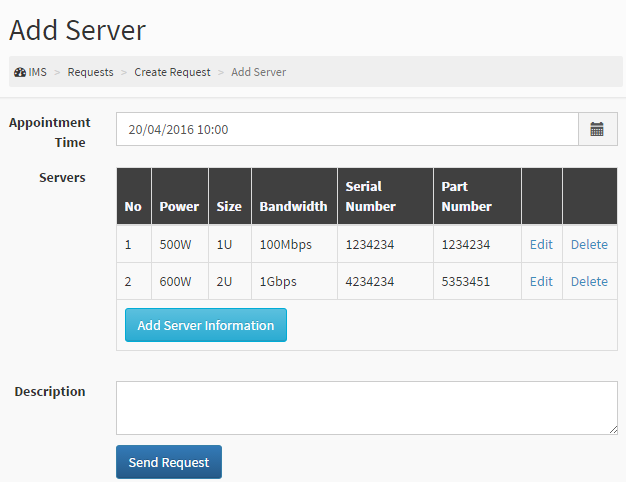 Add Server
IMS > Requests > Create Request > Add Server
Appointment
Time
20/04/2016 10:00
Servers
No Power Size Bandwidth Serial Number Part Number
1 500W 1U 100Mbps 1234234 1234234 Edit Delete
2 600W 2U 1Gbps 4234234 5353451 Edit Delete
Add Server Information
Description
Send Request